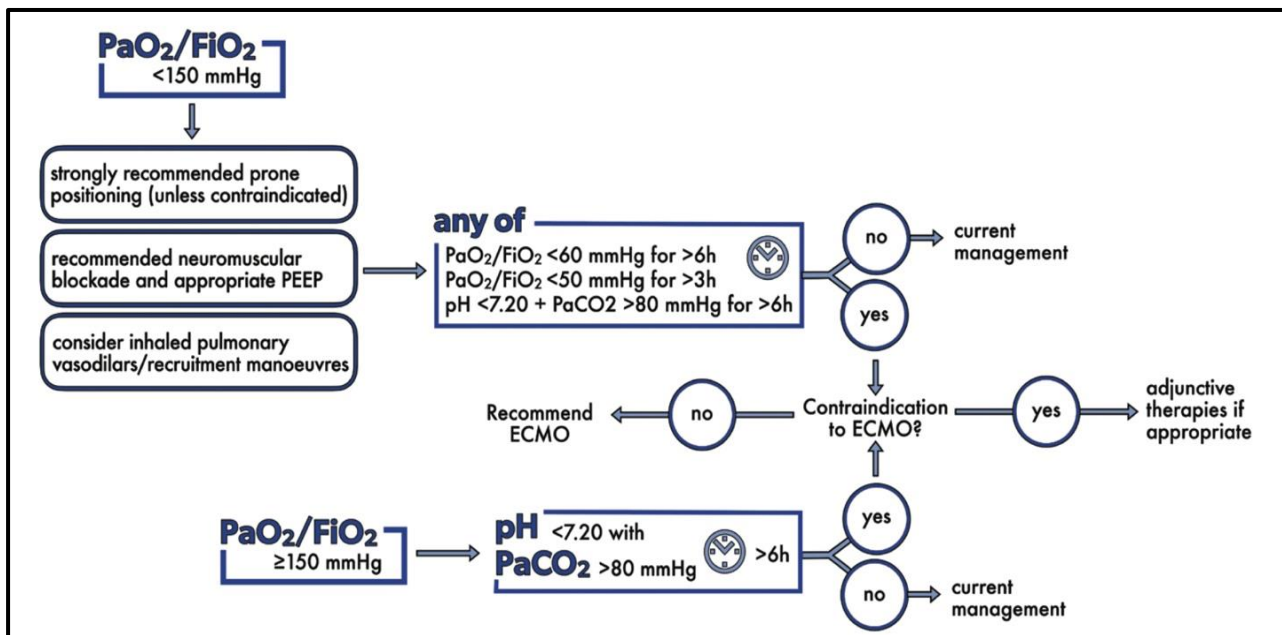 PaO₂/FiO₂
<150 mmHg
strongly recommended prone
positioning (unless contraindicated)
recommended neuromuscular
blockade and appropriate PEEP
consider inhaled pulmonary
vasodilars/recruitment manoeuvres
any of
PaO₂/FiO₂ <60 mmHg for >6h
PaO₂/FiO₂ <50 mmHg for >3h
pH <7.20 + PaCO2 >80 mmHg for >6h
no
current
management
yes
Contraindication
to ECMO?
no
Recommend
ECMO
yes
adjunctive
therapies if
appropriate
PaO₂/FiO₂
≥150 mmHg
pH <7.20 with
PaCO₂ >80 mmHg
>6h
yes
no
current
management